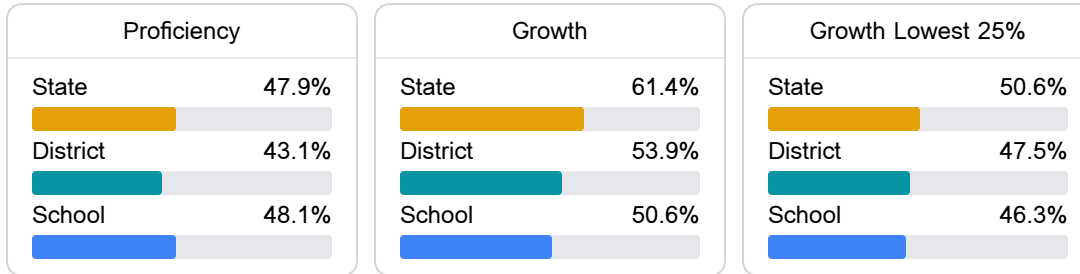 Proficiency
State 47.9%
District 43.1%
School 48.1%
Growth
State 61.4%
District 53.9%
School 50.6%
Growth Lowest 25%
State 50.6%
District 47.5%
School 46.3%